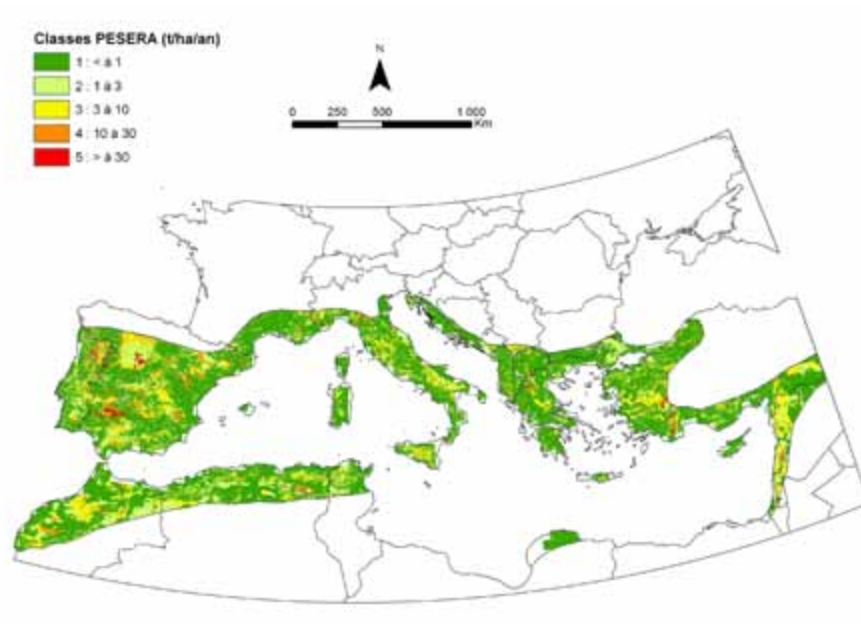 Classes PESERA (t/ha/an)
1 : < à 1
2 : 1 à 3
3 : 3 à 10
4 : 10 à 30
5 : > à 30
N
0 250 500 1 000
Km